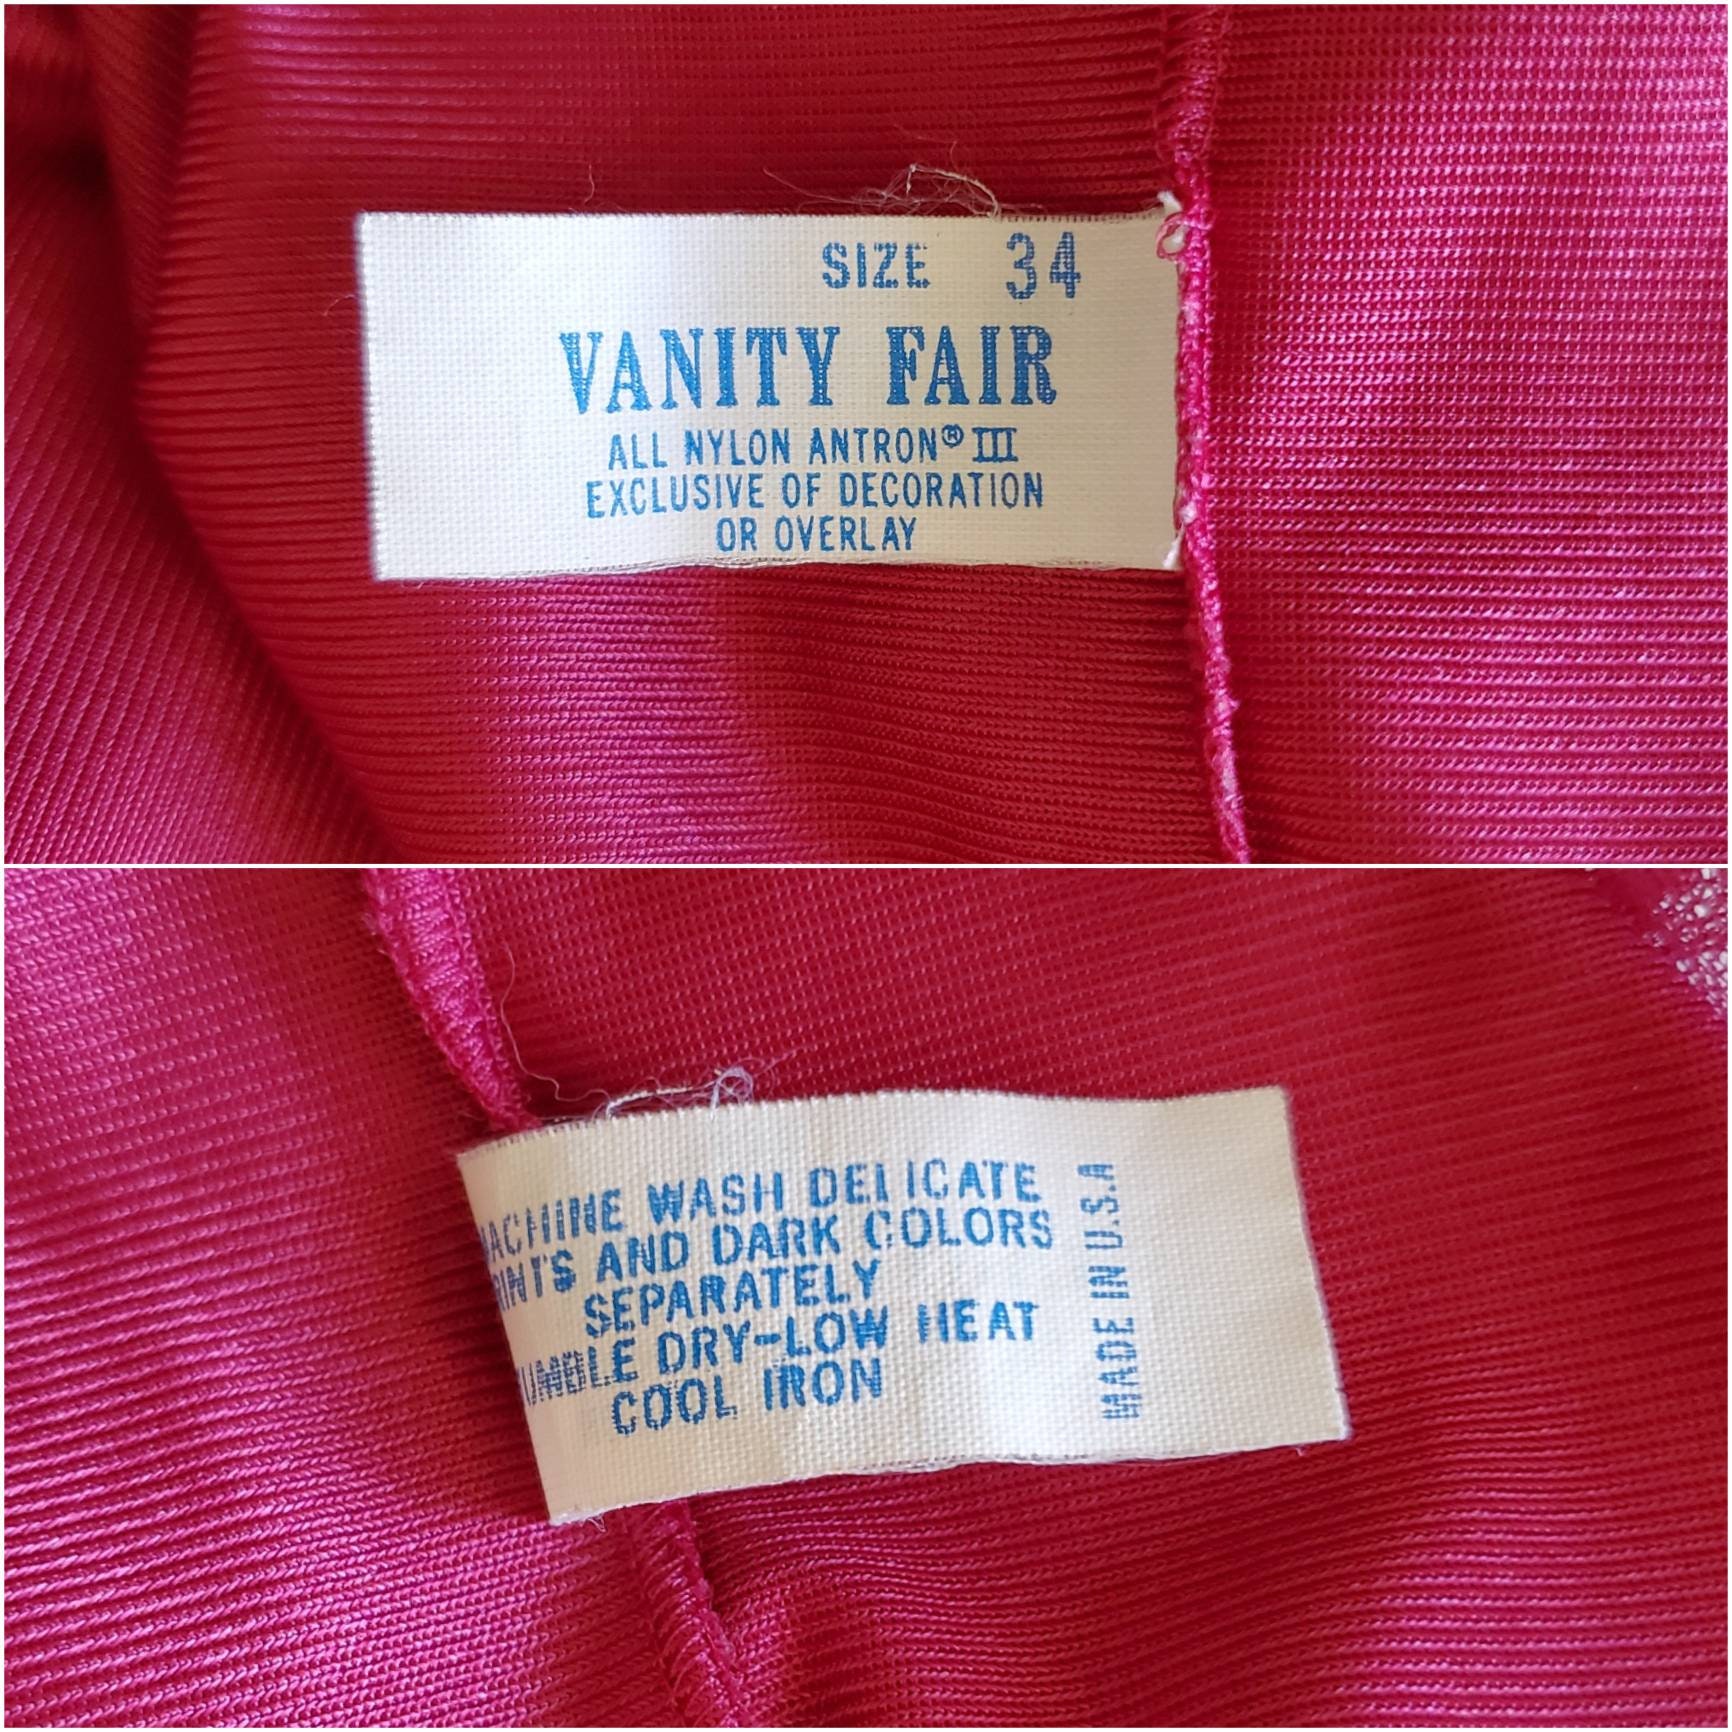 SIZE 34
VANITY FAIR
ALL NYLON ANTRON® III
EXCLUSIVE OF DECORATION
OR OVERLAY
MACHINE WASH DELICATE
PRINTS AND DARK COLORS
SEPARATELY
TUMBLE DRY-LOW HEAT
COOL IRON
MADE IN U.S.A